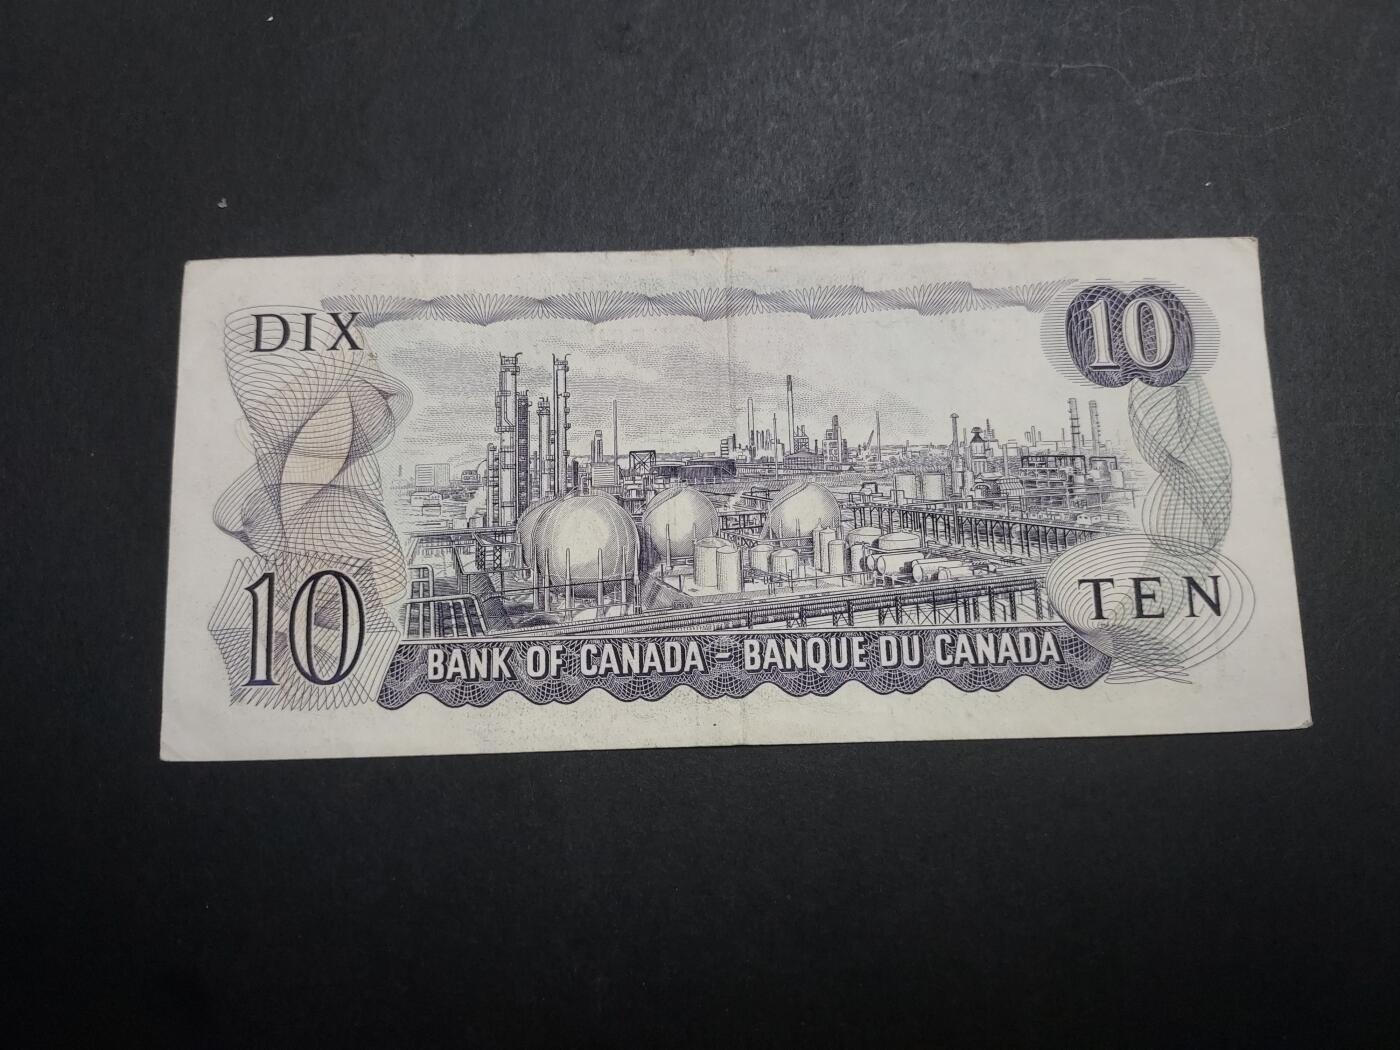 DIX
10
10
TEN
BANK OF CANADA - BANQUE DU CANADA